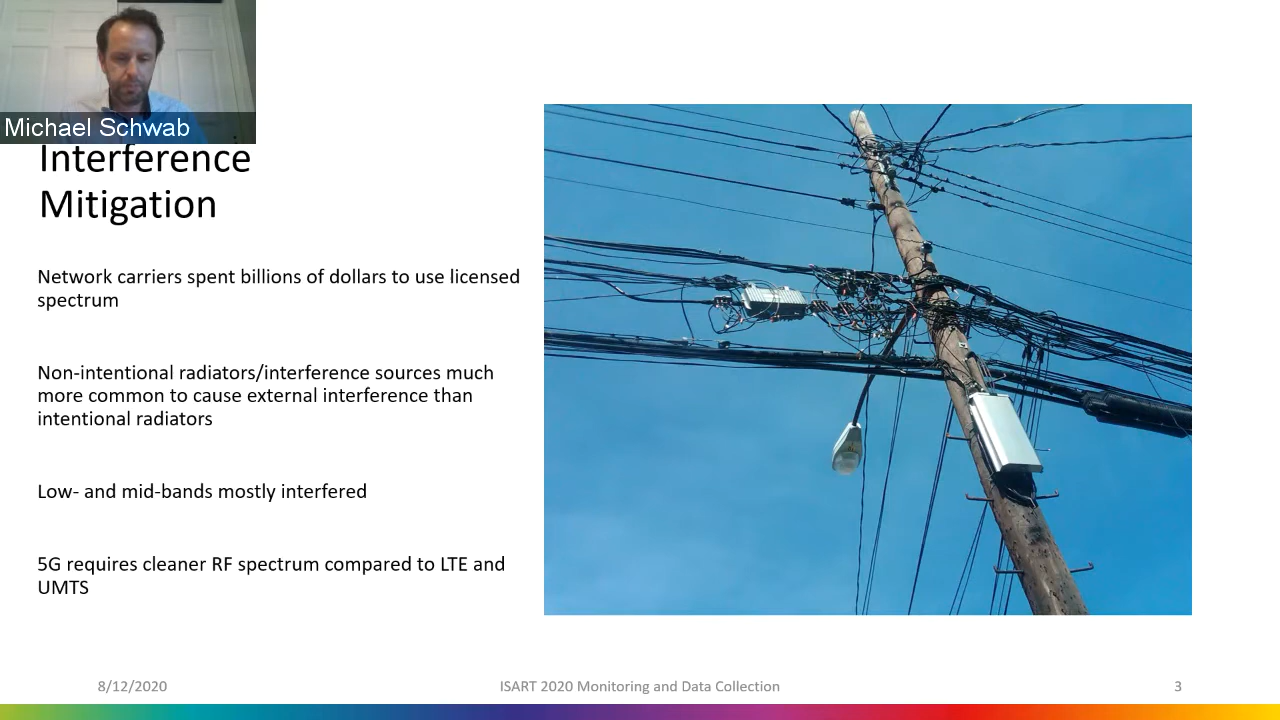 Michael Schwab
Interference
Mitigation
Network carriers spent billions of dollars to use licensed
spectrum
Non-intentional radiators/interference sources much
more common to cause external interference than
intentional radiators
Low- and mid-bands mostly interfered
5G requires cleaner RF spectrum compared to LTE and
UMTS
8/12/2020
ISART 2020 Monitoring and Data Collection
3